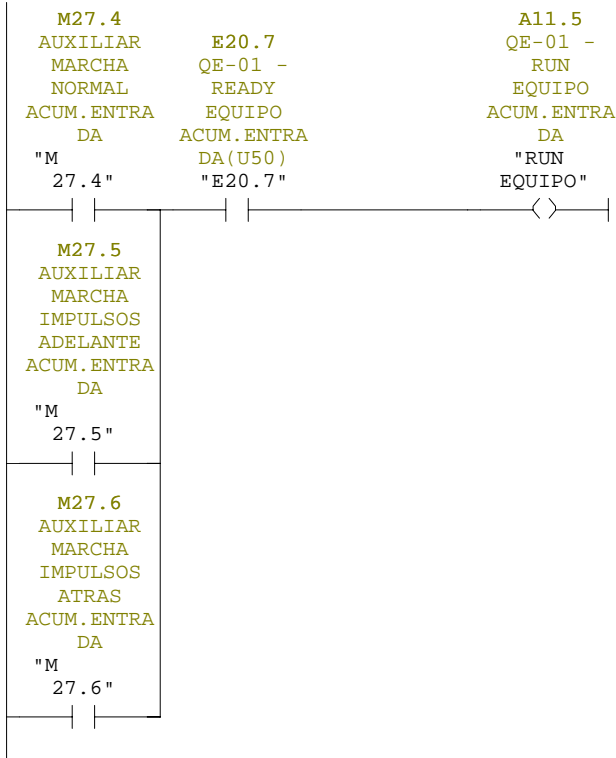 M27.4
AUXILIAR
MARCHA
NORMAL
ACUM.ENTRA
DA
"M
27.4"
E20.7
QE-01 -
READY
EQUIPO
ACUM.ENTRA
DA(U50)
"E20.7"
A11.5
QE-01 -
RUN
EQUIPO
ACUM.ENTRA
DA
"RUN
EQUIPO"
M27.5
AUXILIAR
MARCHA
IMPULSOS
ADELANTE
ACUM.ENTRA
DA
"M
27.5"
M27.6
AUXILIAR
MARCHA
IMPULSOS
ATRAS
ACUM.ENTRA
DA
"M
27.6"